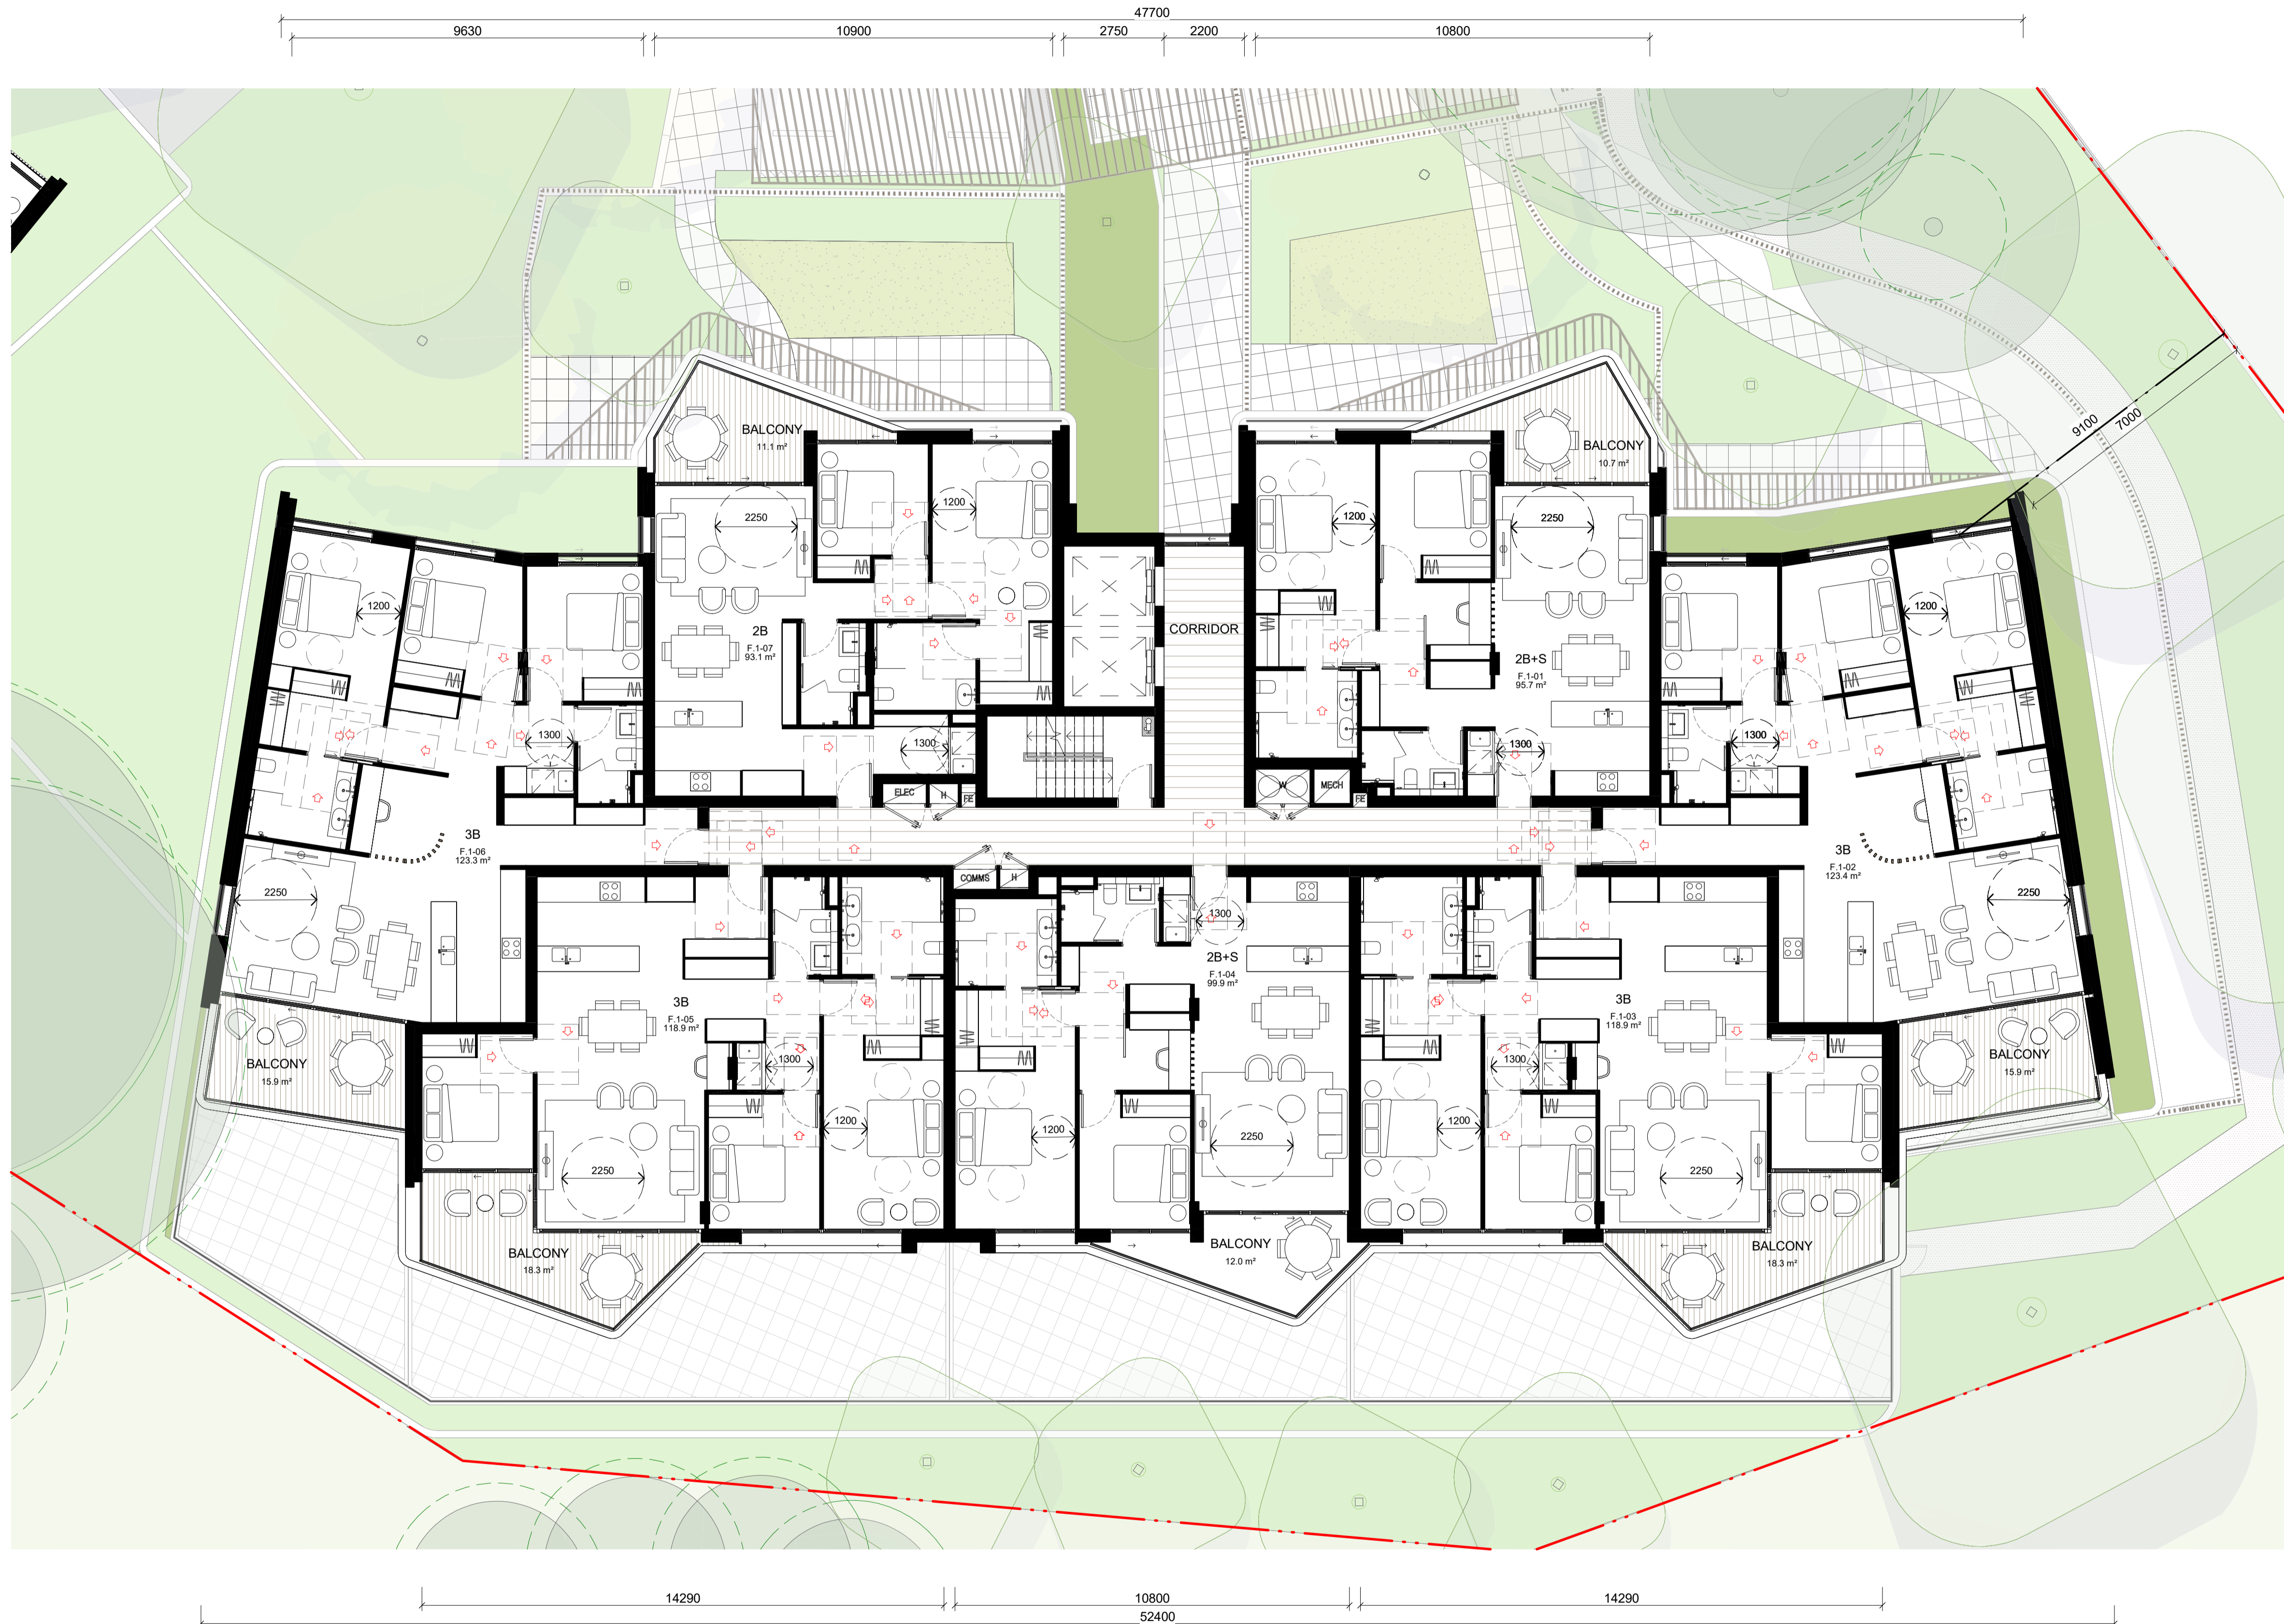 47700
9630
10900
2750
2200
10800
9100
7000
BALCONY
11.1 m²
BALCONY
10.7 m²
2250
1200
1200
2250
1200
1200
CORRIDOR
2B
F.1-07
93.1 m²
2B+S
F.1-01
95.7 m²
1300
1300
1300
1300
ELEC
H
FE
W
MECH
FE
3B
F.1-06
123.3 m²
3B
F.1-02
123.4 m²
COMMS
H
2250
2250
1300
2B+S
F.1-04
99.9 m²
3B
F.1-05
118.9 m²
3B
F.1-03
118.9 m²
BALCONY
15.9 m²
1300
1300
BALCONY
15.9 m²
1200
1200
1200
2250
2250
2250
BALCONY
18.3 m²
BALCONY
12.0 m²
BALCONY
18.3 m²
14290
10800
14290
52400